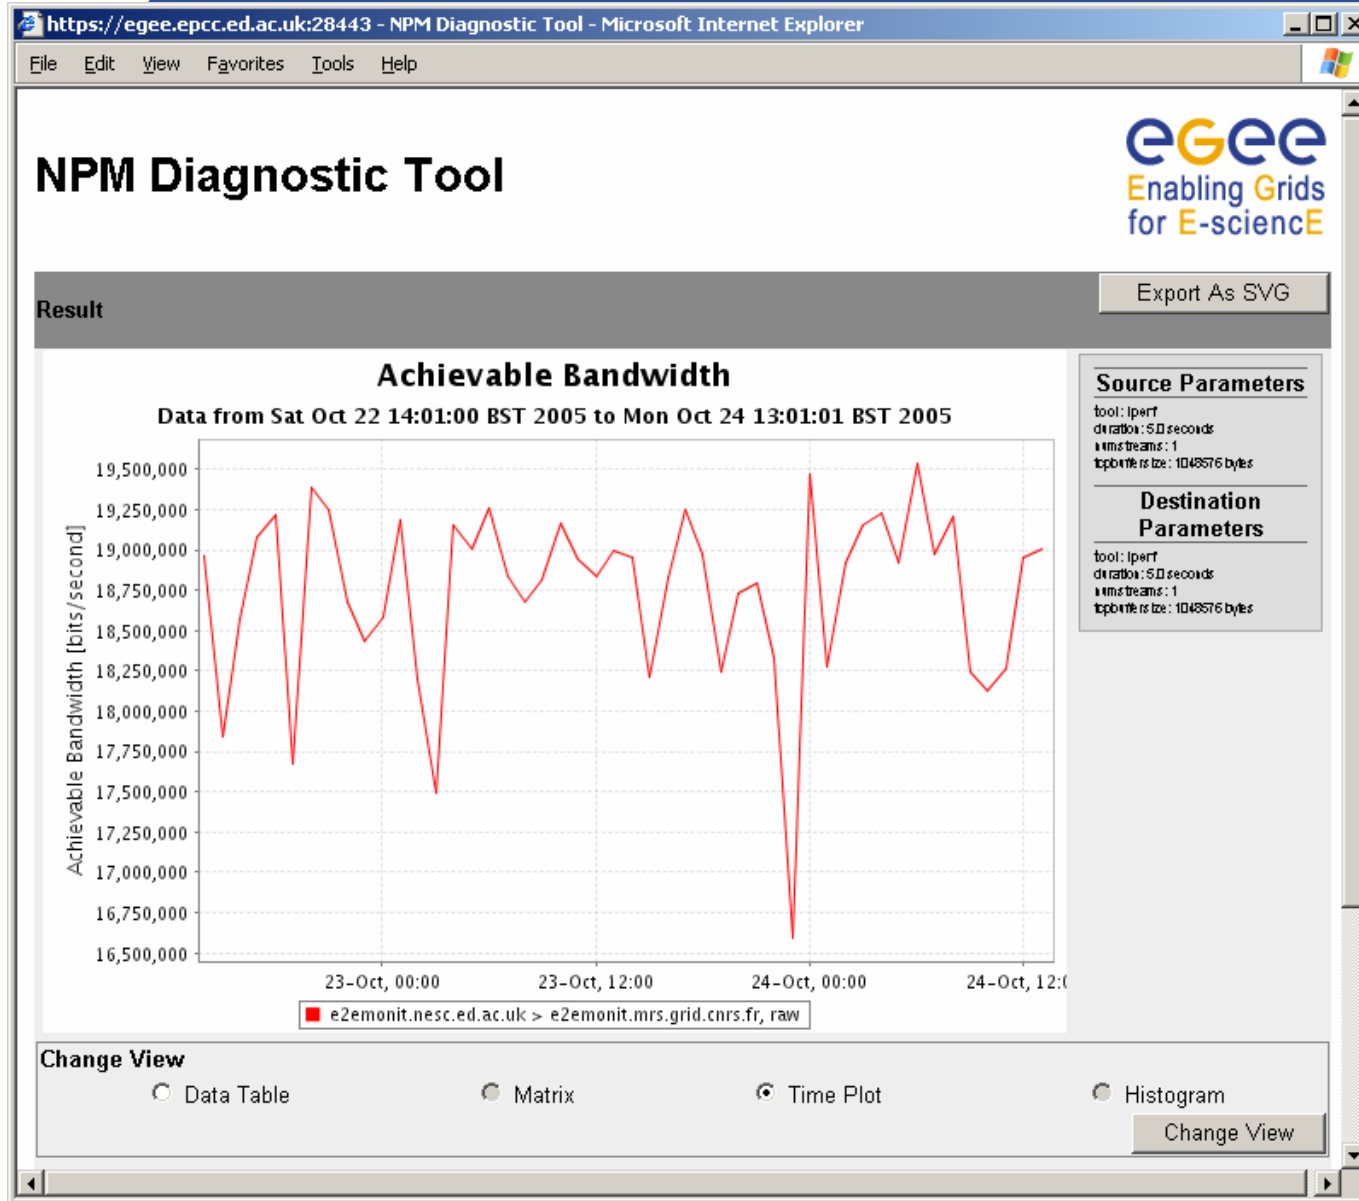 https://egee.epcc.ed.ac.uk:28443 - NPM Diagnostic Tool - Microsoft Internet Explorer
File Edit View Favorites Tools Help
NPM Diagnostic Tool
egee
Enabling Grids
for E-sciencE
Result
Export As SVG
Achievable Bandwidth
Data from Sat Oct 22 14:01:00 BST 2005 to Mon Oct 24 13:01:01 BST 2005
Achievable Bandwidth [bits/second]
19,500,000
19,250,000
19,000,000
18,750,000
18,500,000
18,250,000
18,000,000
17,750,000
17,500,000
17,250,000
17,000,000
16,750,000
16,500,000
23-Oct, 00:00 23-Oct, 12:00 24-Oct, 00:00 24-Oct, 12:0
e2emonit.nesc.ed.ac.uk > e2emonit.mrs.grid.cnrs.fr, raw
Source Parameters
tool: Iperf
duration: 5.0 seconds
numstreams: 1
tcpbuffersize: 1048576 bytes
Destination
Parameters
tool: Iperf
duration: 5.0 seconds
numstreams: 1
tcpbuffersize: 1048576 bytes
Change View
Data Table Matrix Time Plot Histogram
Change View